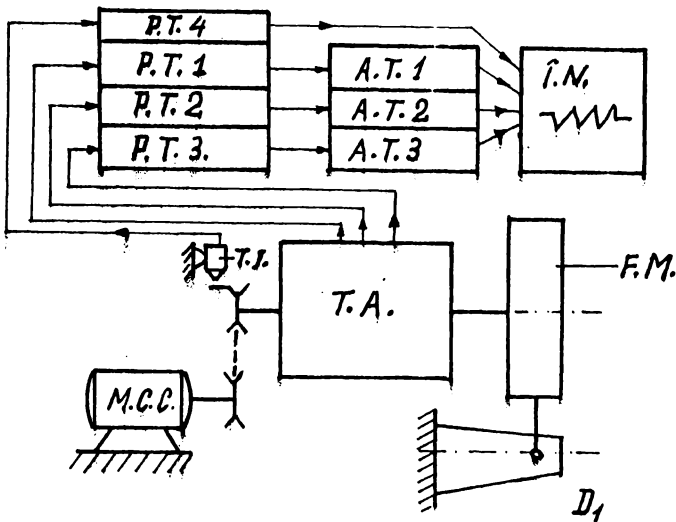 P.T.4
P.T.1
P.T.2
P.T.3.
A.T.1
A.T.2
A.T.3
Î.N.
T.I.
T.A.
F.M.
M.C.C.
D1